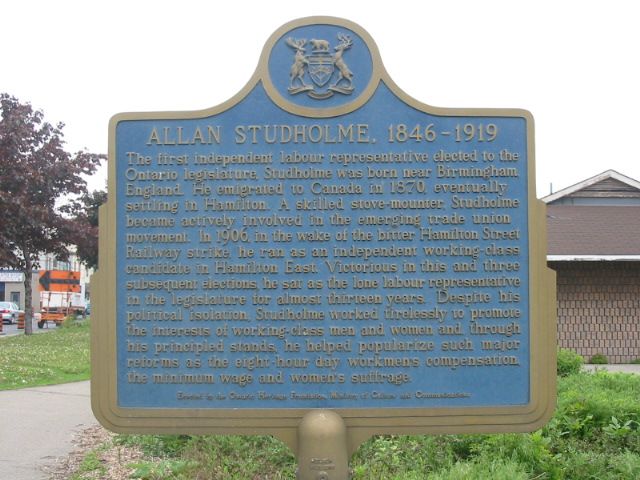 ALLAN STUDHOLME, 1846-1919
The first independent labour representative elected to the
Ontario legislature, Studholme was born near Birmingham,
England. He emigrated to Canada in 1870, eventually
settling in Hamilton. A skilled stove-mounter, Studholme
became actively involved in the emerging trade union
movement. In 1906, in the wake of the bitter Hamilton Street
Railway strike, he ran as an independent working-class
candidate in Hamilton East. Victorious in this and three
subsequent elections, he sat as the lone labour representative
in the legislature for almost thirteen years. Despite his
political isolation, Studholme worked tirelessly to promote
the interests of working-class men and women and, through
his principled stands, he helped popularize such major
reforms as the eight-hour day, workmen's compensation,
the minimum wage and women's suffrage.
Erected by the Ontario Heritage Foundation, Ministry of Culture and Communications